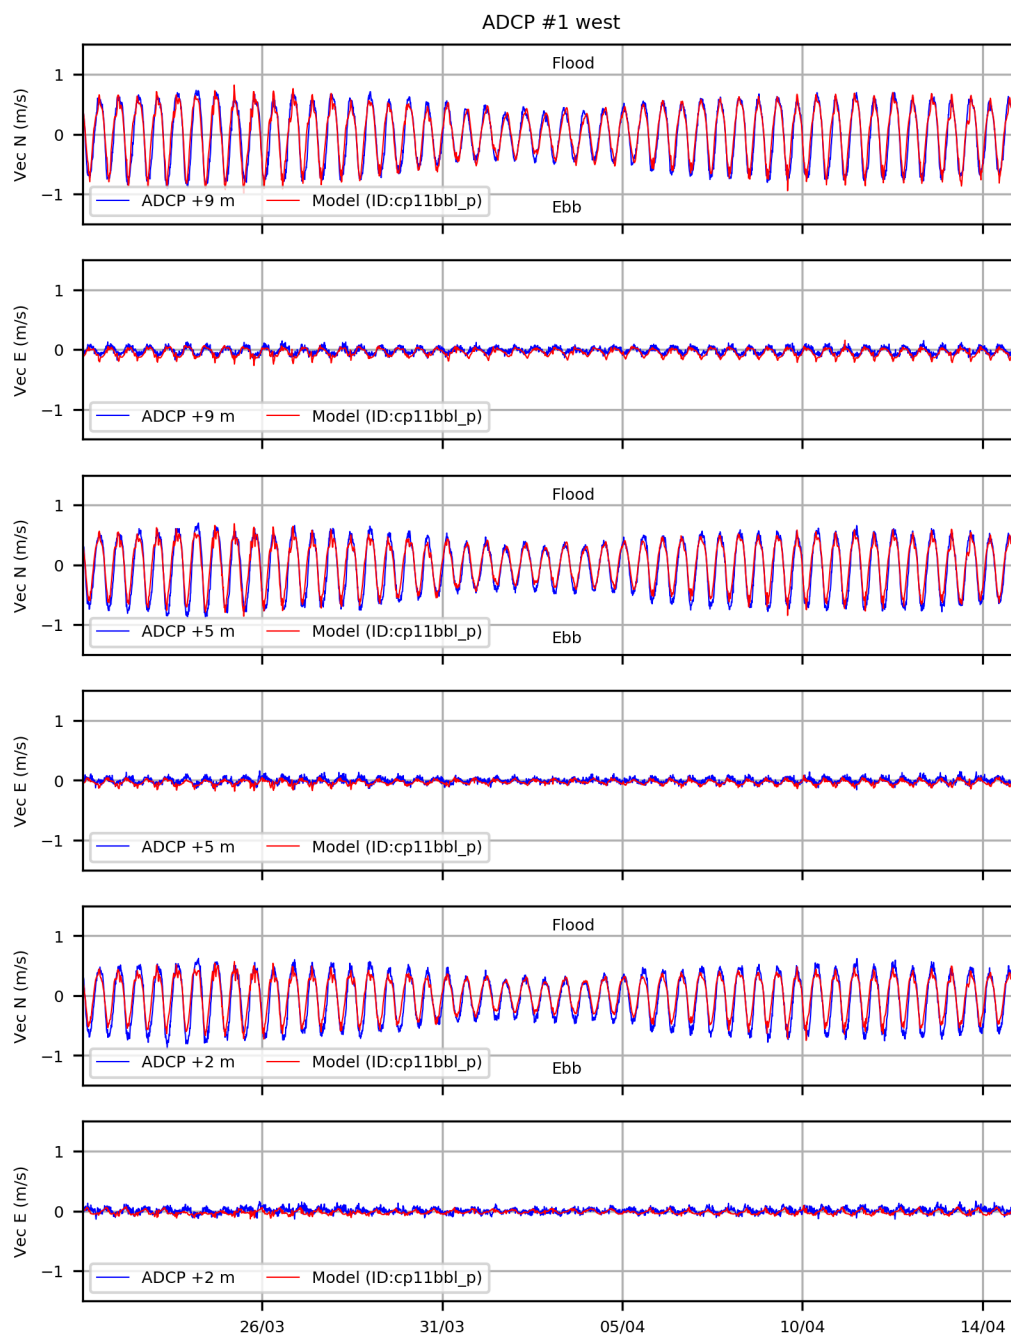 ADCP #1 west
Flood
1
0
−1
Vec N (m/s)
ADCP +9 m Model (ID:cp11bbl_p)
Ebb
1
0
−1
Vec E (m/s)
ADCP +9 m Model (ID:cp11bbl_p)
Flood
1
0
−1
Vec N (m/s)
ADCP +5 m Model (ID:cp11bbl_p)
Ebb
1
0
−1
Vec E (m/s)
ADCP +5 m Model (ID:cp11bbl_p)
Flood
1
0
−1
Vec N (m/s)
ADCP +2 m Model (ID:cp11bbl_p)
Ebb
1
0
−1
Vec E (m/s)
ADCP +2 m Model (ID:cp11bbl_p)
26/03 31/03 05/04 10/04 14/04